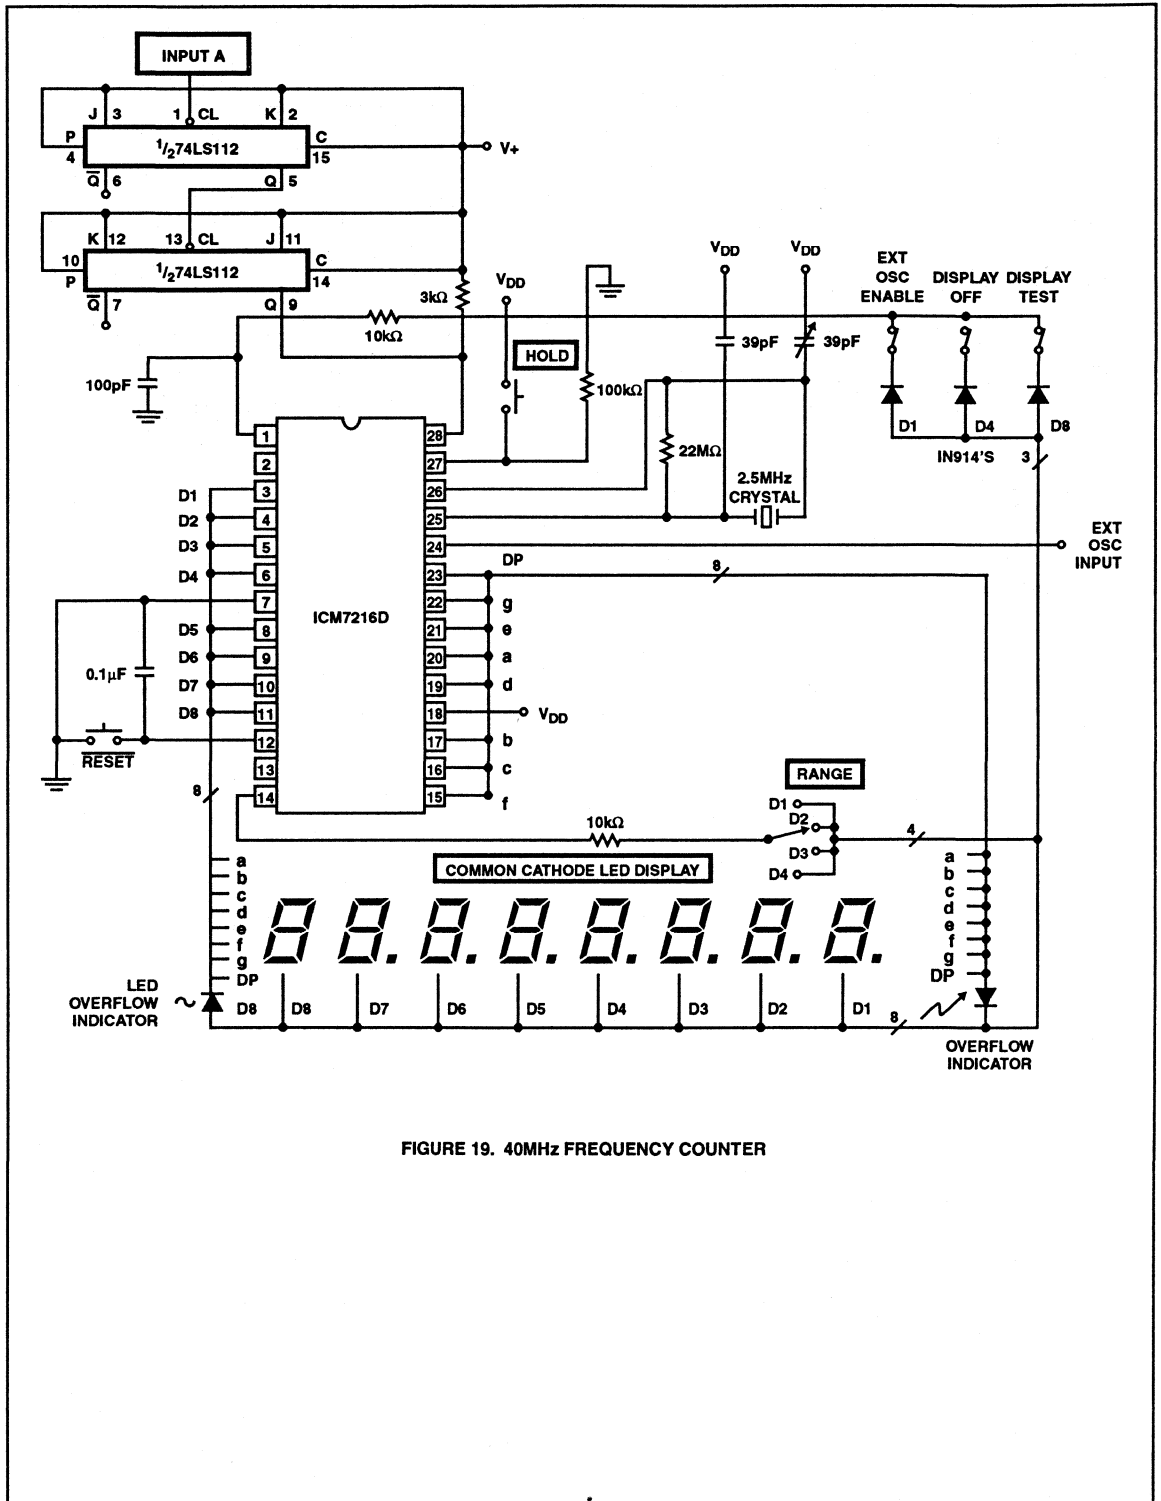 INPUT A
J 3 1 CL K 2
P 4
1/2 74LS112
C 15
V+
Q 6 Q 5
K 12 13 CL J 11
10 P
1/2 74LS112
C 14
Q 7 Q 9
3kΩ
10kΩ
100pF
VDD
HOLD
100kΩ
VDD VDD
39pF 39pF
EXT OSC ENABLE
DISPLAY OFF
DISPLAY TEST
D1 D4 D8
IN914'S
3
22MΩ
2.5MHz CRYSTAL
EXT OSC INPUT
1 28
2 27
D1 3 26
D2 4 25
D3 5 24
D4 6 23 DP 8
7 22 g
ICM7216D
D5 8 21 e
D6 9 20 a
D7 10 19 d
D8 11 18 VDD
12 17 b
13 16 c
14 15 f
0.1µF
RESET
8
RANGE
D1
D2
D3
D4
10kΩ
4
COMMON CATHODE LED DISPLAY
a a
b b
c c
d d
e e
f f
g g
DP DP
LED OVERFLOW INDICATOR
D8 D8 D7 D6 D5 D4 D3 D2 D1 8
OVERFLOW INDICATOR
FIGURE 19. 40MHz FREQUENCY COUNTER